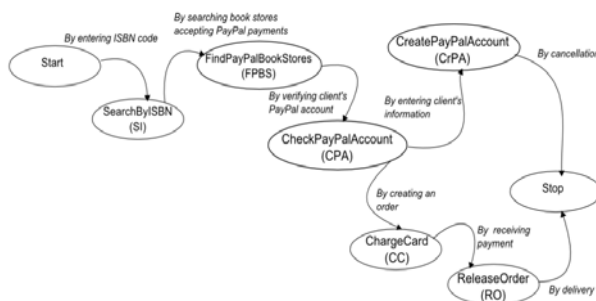 By searching book stores
accepting PayPal payments
By entering ISBN code
Start
FindPayPalBookStores
(FPBS)
CreatePayPalAccount
(CrPA)
By cancellation
SearchByISBN
(SI)
By verifying client's
PayPal account
By entering client's
information
CheckPayPalAccount
(CPA)
By creating an
order
Stop
ChargeCard
(CC)
By receiving
payment
ReleaseOrder
(RO)
By delivery